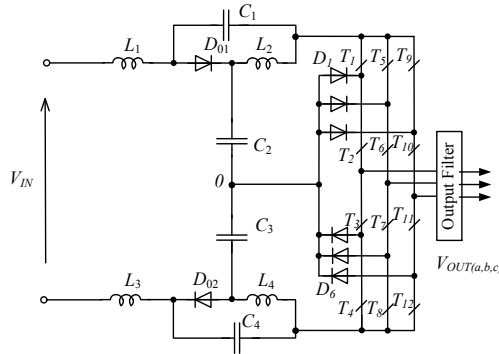 C1
L1
D01
L2
D1
T1
T5
T9
C2
T2
T6
T10
VIN
0
Output Filter
C3
T3
T7
T11
VOUT(a,b,c
L3
D02
L4
D6
T4
T8
T12
C4